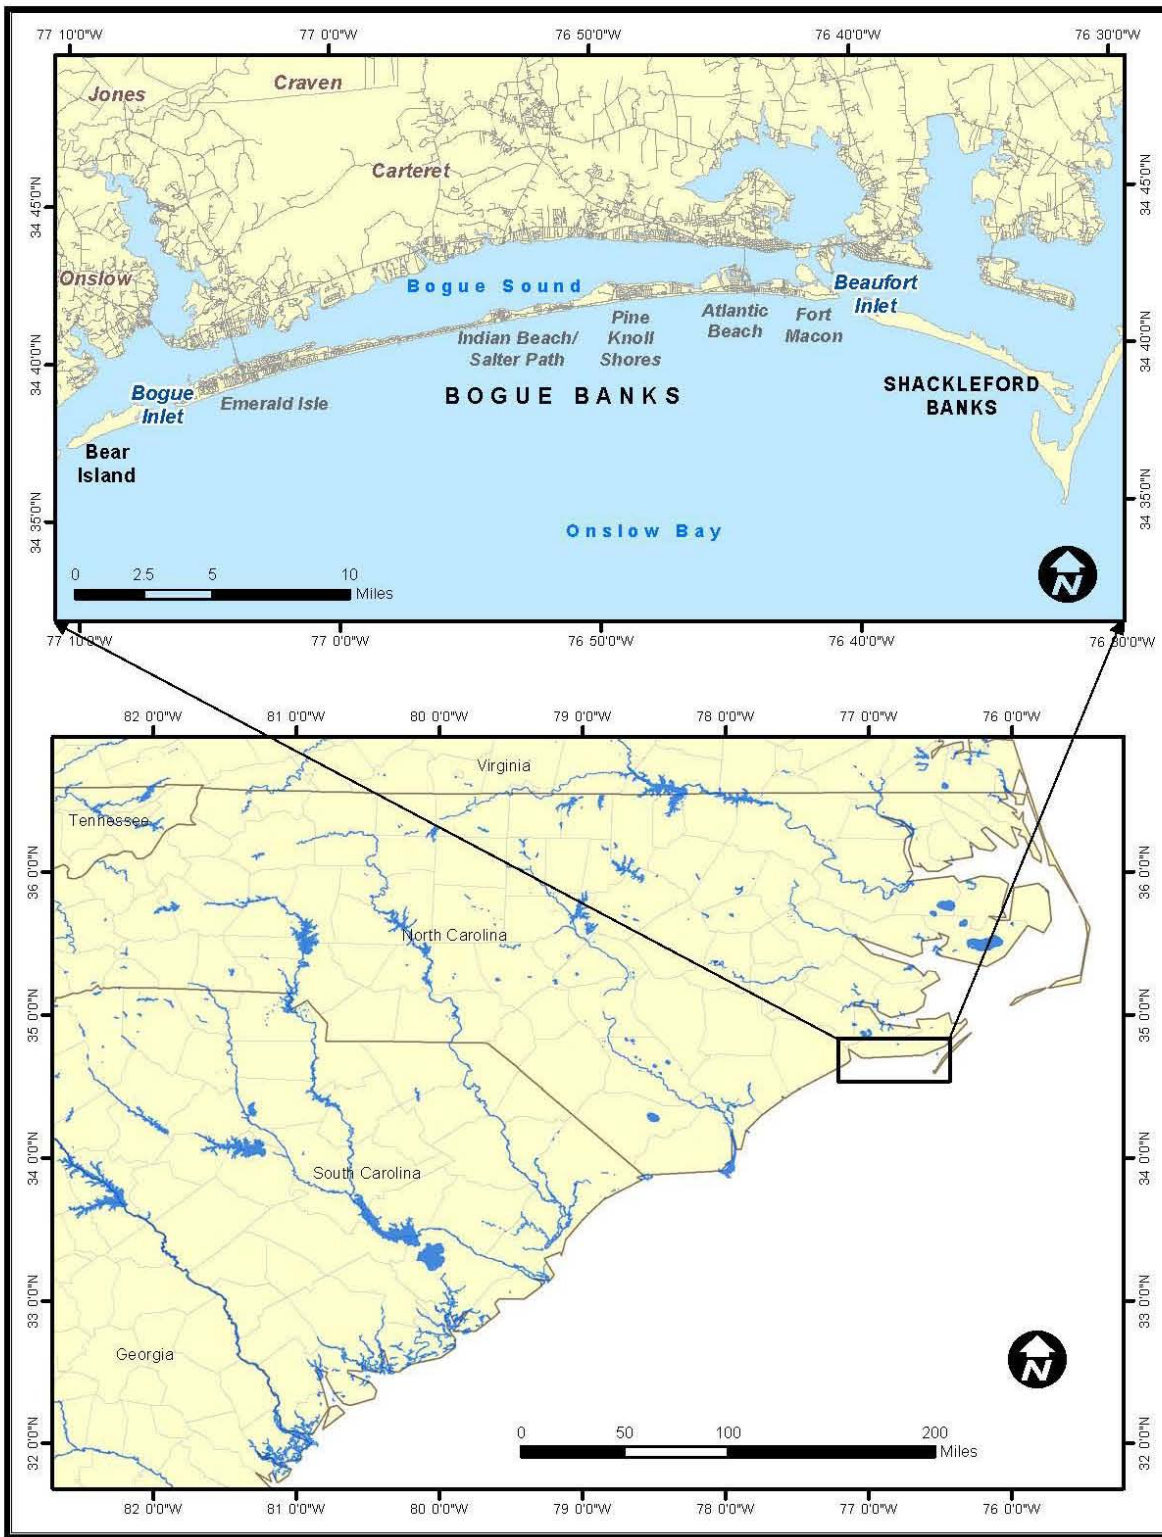 77 10'0"W 77 0'0"W 76 50'0"W 76 40'0"W 76 30'0"W
Jones
Craven
Carteret
34 45'0"N
34 45'0"N
Onslow
Bogue Sound
Beaufort
Inlet
Pine
Knoll
Shores
Atlantic
Beach
Fort
Macon
Indian Beach/
Salter Path
34 40'0"N
34 40'0"N
Bogue
Inlet
Emerald Isle
BOGUE BANKS
SHACKLEFORD
BANKS
Bear
Island
34 35'0"N
34 35'0"N
Onslow Bay
0 2.5 5 10
Miles
N
77 10'0"W 77 0'0"W 76 50'0"W 76 40'0"W 76 30'0"W
82 0'0"W 81 0'0"W 80 0'0"W 79 0'0"W 78 0'0"W 77 0'0"W 76 0'0"W
Virginia
Tennessee
36 0'0"N
36 0'0"N
North Carolina
35 0'0"N
35 0'0"N
34 0'0"N
34 0'0"N
South Carolina
33 0'0"N
33 0'0"N
Georgia
N
32 0'0"N
32 0'0"N
0 50 100 200
Miles
82 0'0"W 81 0'0"W 80 0'0"W 79 0'0"W 78 0'0"W 77 0'0"W 76 0'0"W